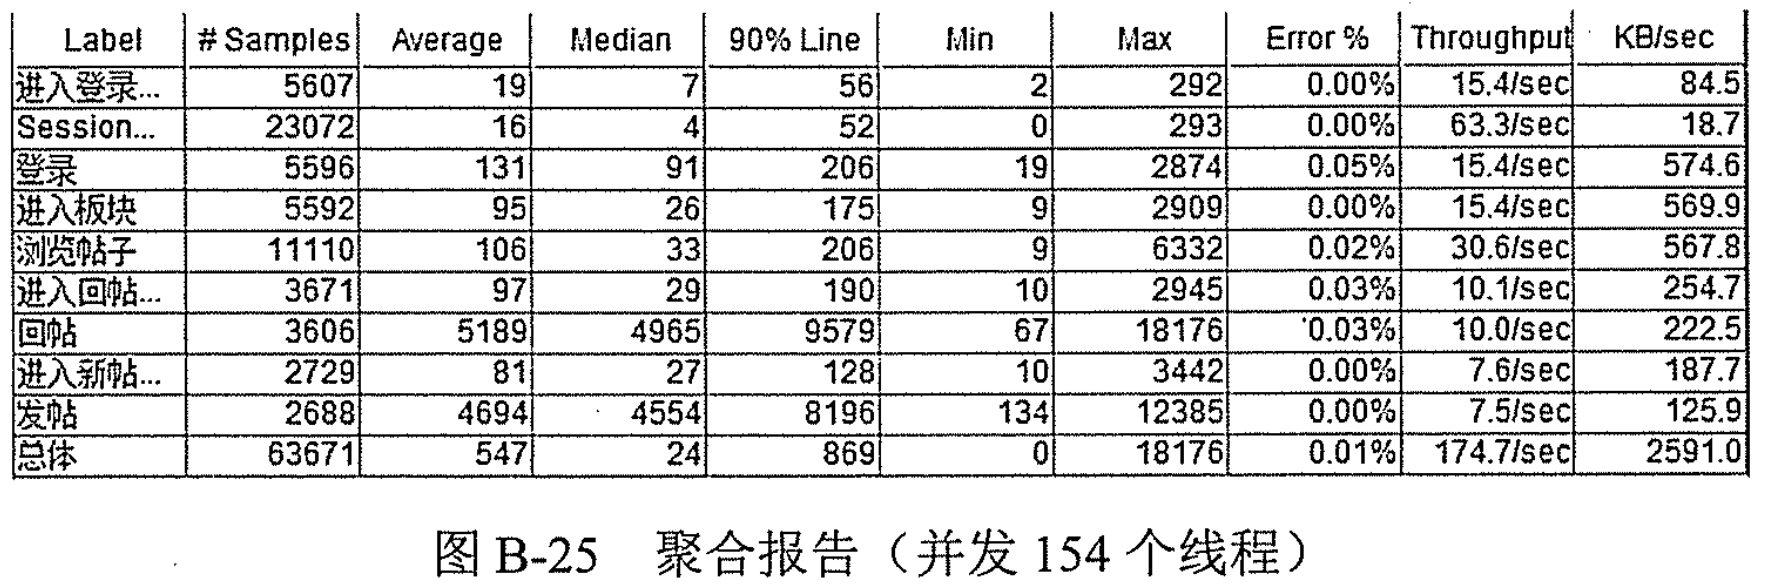 Label # Samples Average Median 90% Line Min Max Error % Throughput KB/sec
进入登录... 5607 19 7 56 2 292 0.00% 15.4/sec 84.5
Session... 23072 16 4 52 0 293 0.00% 63.3/sec 18.7
登录 5596 131 91 206 19 2874 0.05% 15.4/sec 574.6
进入板块 5592 95 26 175 9 2909 0.00% 15.4/sec 569.9
浏览帖子 11110 106 33 206 9 6332 0.02% 30.6/sec 567.8
进入回帖... 3671 97 29 190 10 2945 0.03% 10.1/sec 254.7
回帖 3606 5189 4965 9579 67 18176 0.03% 10.0/sec 222.5
进入新帖... 2729 81 27 128 10 3442 0.00% 7.6/sec 187.7
发帖 2688 4694 4554 8196 134 12385 0.00% 7.5/sec 125.9
总体 63671 547 24 869 0 18176 0.01% 174.7/sec 2591.0
图 B-25 聚合报告（并发 154 个线程）